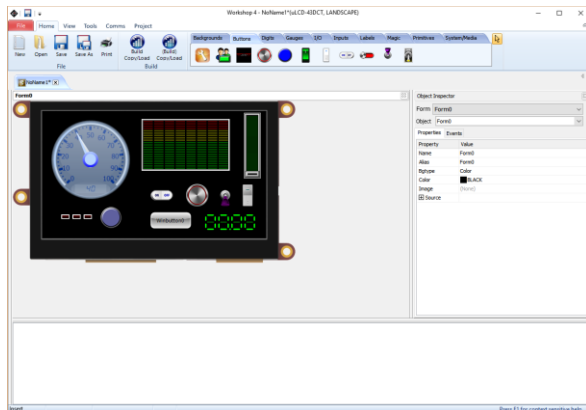 Workshop 4 - NoName1*(uLCD-43DCT, LANDSCAPE)
File Home View Tools Comms Project
New Open Save Save As Print
Build Copy/Load
(Build) Copy/Load
File Build
Backgrounds Buttons Digits Gauges I/O Inputs Labels Magic Primitives System/Media
NoName1*
Form0
Object Inspector
Form Form0
Object Form0
Properties Events
Property Value
Name Form0
Alias Form0
Bgtype Color
Color BLACK
Image (None)
Source
50
100
°C
Winbutton0
Insert
Press F1 for context sensitive help